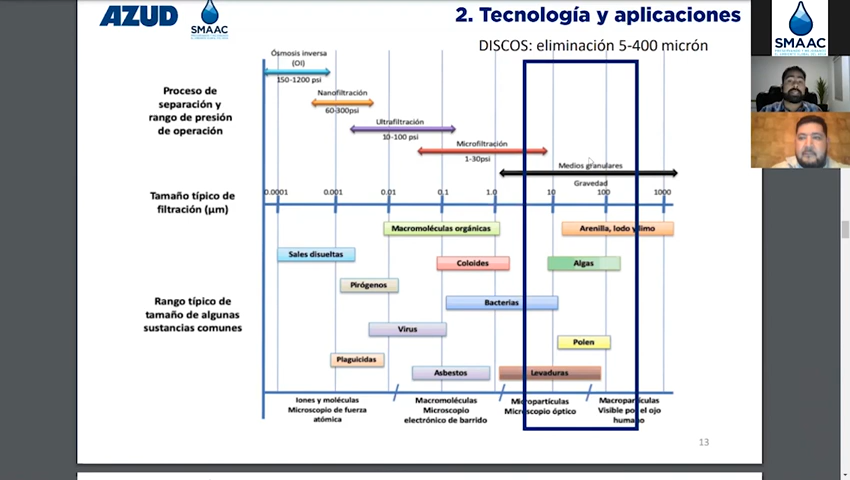 AZUD
SMAAC
2. Tecnología y aplicaciones
DISCOS: eliminación 5-400 micrón
SMAAC
Proceso de
separación y
rango de presión
de operación
Ósmosis inversa
(OI)
150-1200 psi
Nanofiltración
60-300psi
Ultrafiltración
10-100 psi
Microfiltración
1-30psi
Medios granulares
Gravedad
Tamaño típico de
filtración (µm)
0.0001
0.001
0.01
0.1
1.0
10
100
1000
Rango típico de
tamaño de algunas
sustancias comunes
Macromoléculas orgánicas
Arenilla, lodo y limo
Sales disueltas
Coloides
Algas
Pirógenos
Bacterias
Virus
Polen
Plaguicidas
Asbestos
Levaduras
Iones y moléculas
Microscopio de fuerza
atómica
Macromoléculas
Microscopio
electrónico de barrido
Micropartículas
Microscopio óptico
Macropartículas
Visible por el ojo
humano
13